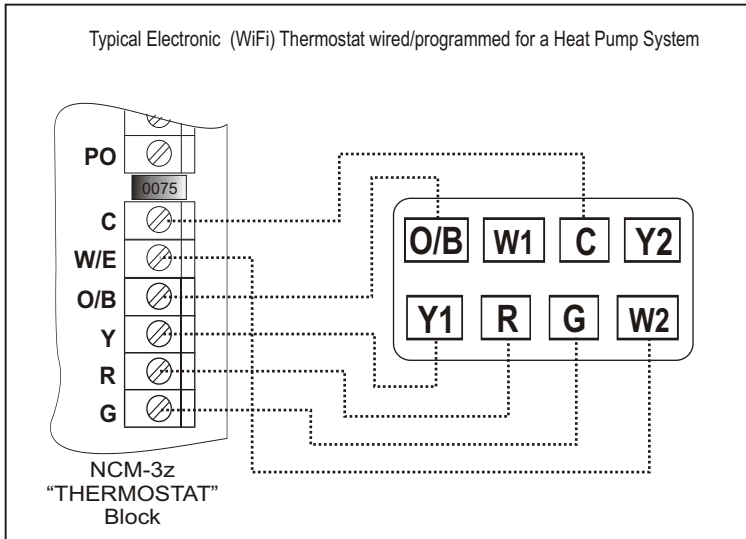 Typical Electronic (WiFi) Thermostat wired/programmed for a Heat Pump System
PO
0075
C
W/E
O/B
Y
R
G
NCM-3z
“THERMOSTAT”
Block
O/B W1 C Y2
Y1 R G W2